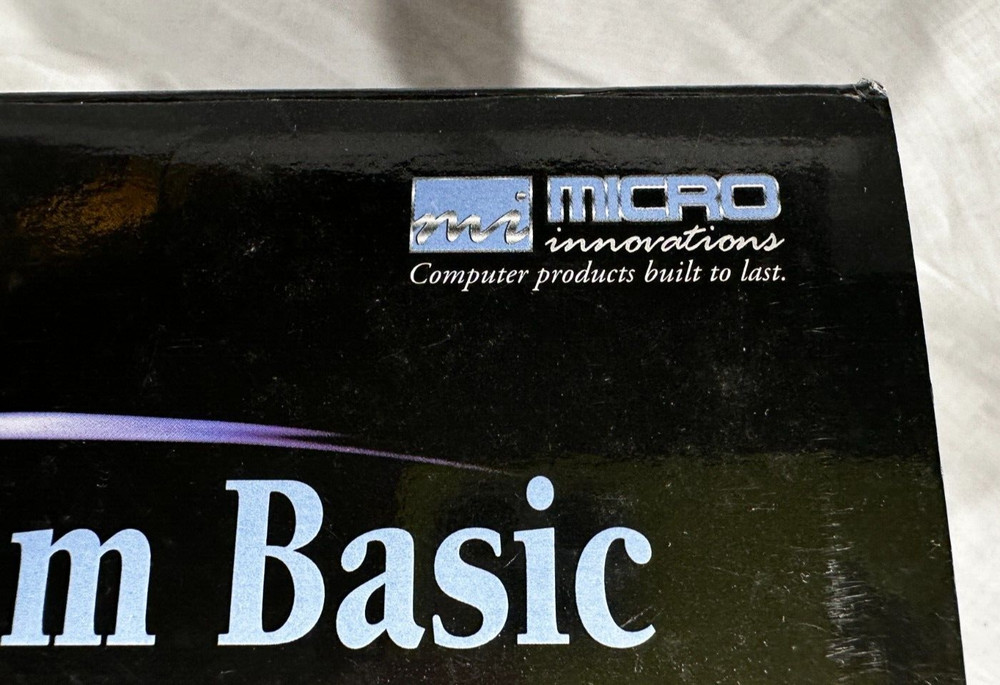 mi MICRO
innovations
Computer products built to last.
m Basic